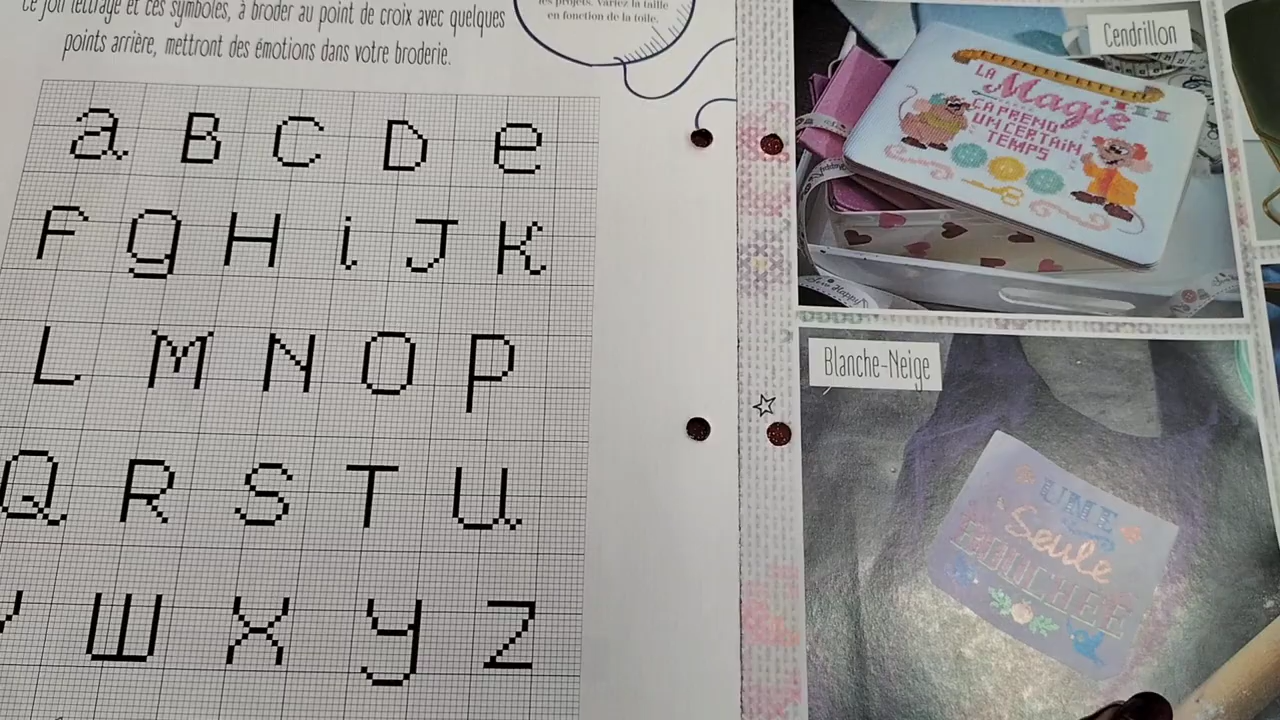 ce joli lettrage et ces symboles, à broder au point de croix avec quelques
points arrière, mettront des émotions dans votre broderie.
les projets. Variez la taille
en fonction de la toile.
a B C D e
F g H i J K
L M N O P
Q R S T U
W X Y Z
Cendrillon
LA
Magie
ÇA PREND
UN CERTAIN
TEMPS
Blanche-Neige
UNE
Seule
BOUCHÉE